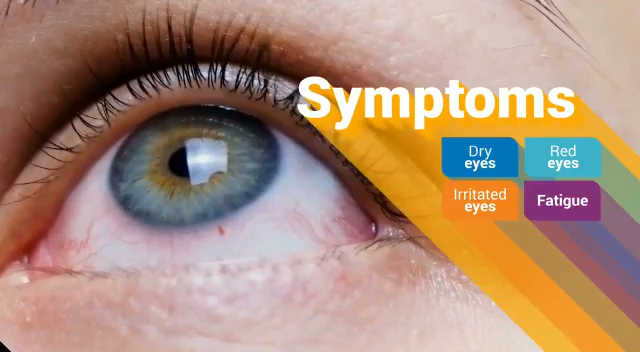 Symptoms
Dry
eyes
Red
eyes
Irritated
eyes
Fatigue